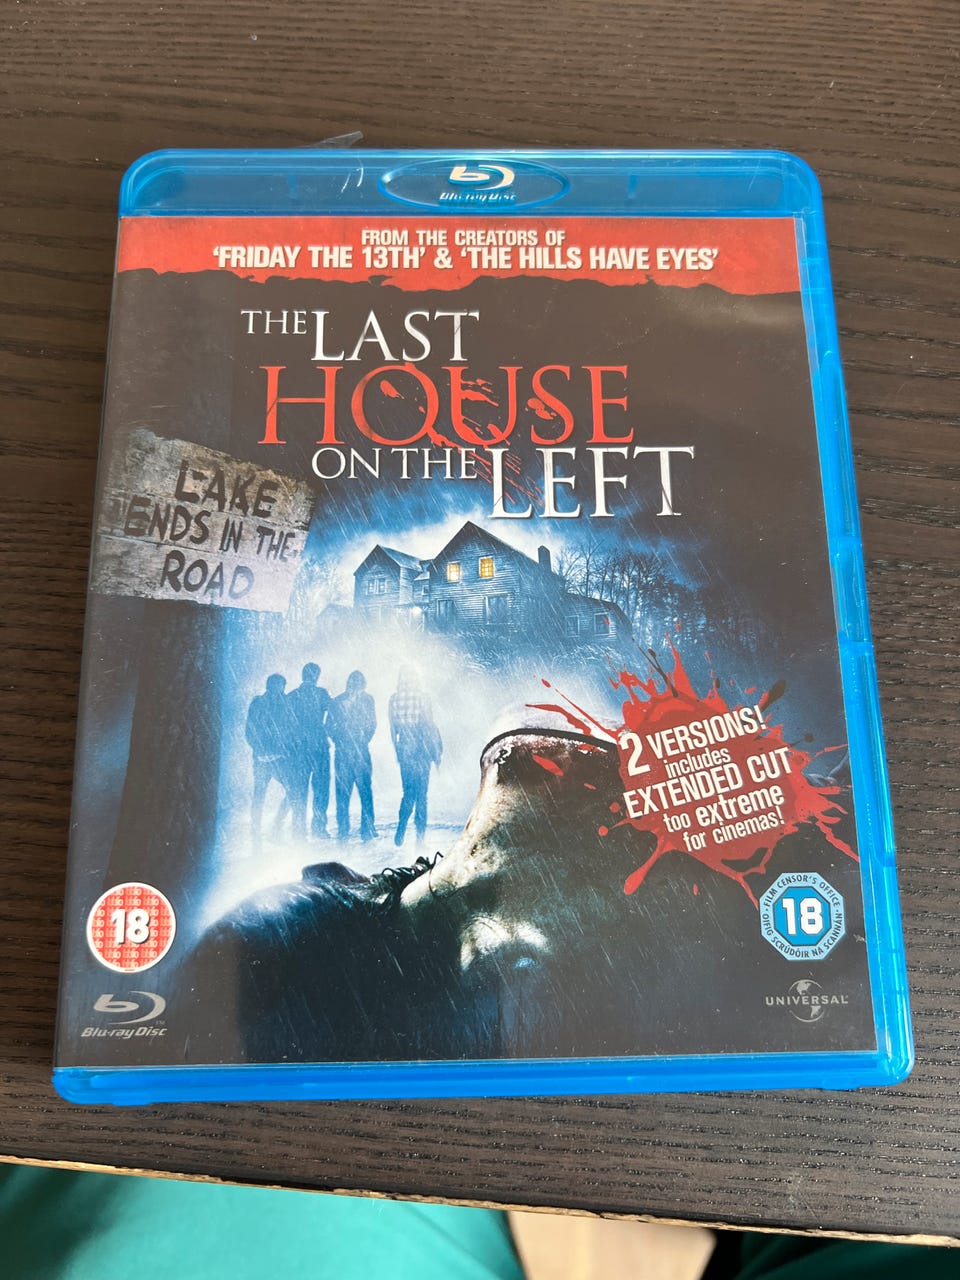 Blu-ray Disc
FROM THE CREATORS OF
'FRIDAY THE 13TH' & 'THE HILLS HAVE EYES'
THE LAST
HOUSE
ON THE LEFT
LAKE
ENDS IN THE
ROAD
2 VERSIONS!
includes
EXTENDED CUT
too extreme
for cinemas!
18
FILM CENSOR'S OFFICE
18
OIFIG SCRÚDÓIR NA SCANNÁN
Blu-ray Disc
UNIVERSAL